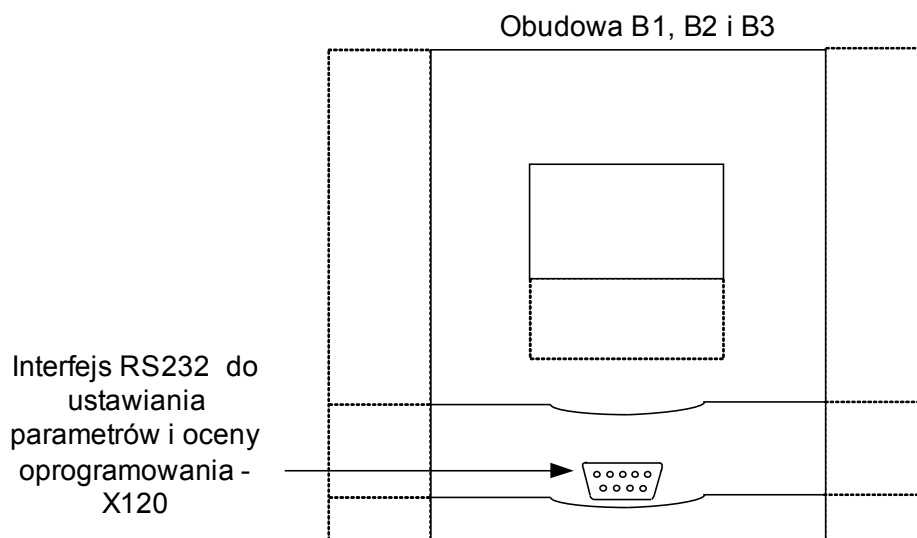 Obudowa B1, B2 i B3
Interfejs RS232 do
ustawiania
parametrów i oceny
oprogramowania -
X120